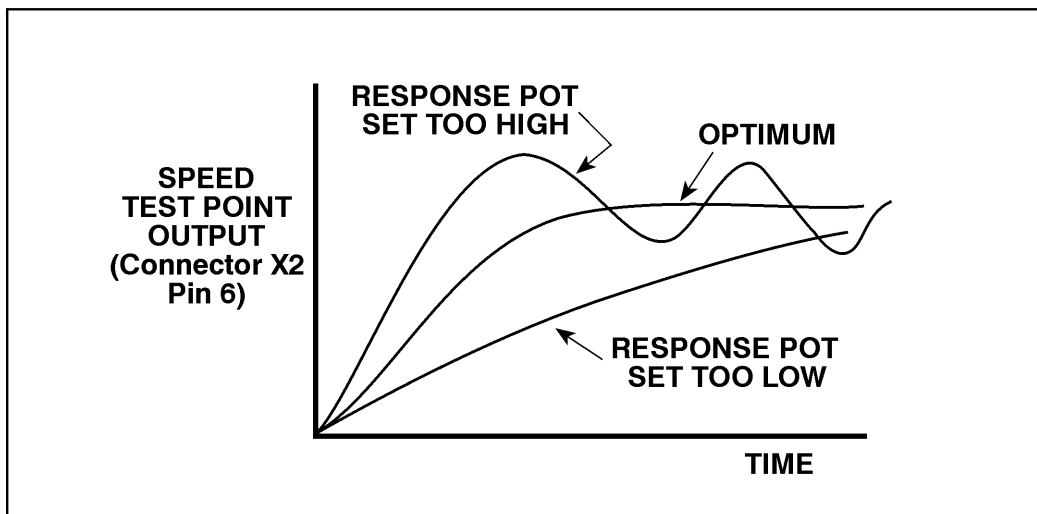 RESPONSE POT
SET TOO HIGH
OPTIMUM
SPEED
TEST POINT
OUTPUT
(Connector X2
Pin 6)
RESPONSE POT
SET TOO LOW
TIME